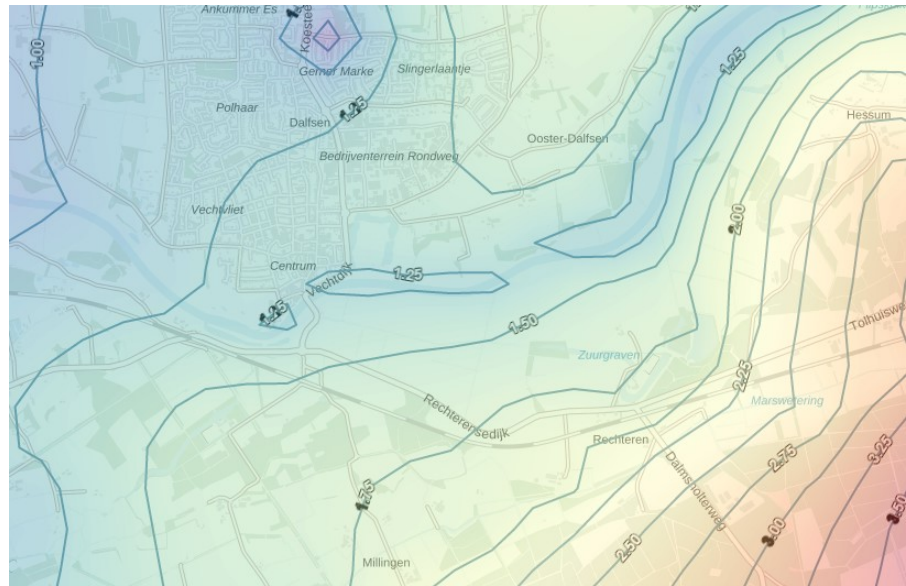 Ankummer Es
1.00
Gerner Marke
Slingerlaantje
1.25
Polhaar
1.25
Dalfsen
Hessum
Ooster-Dalfsen
Bedrijventerrein Rondweg
Vechtvliet
2.00
Centrum
Vechtdijk
1.25
1.25
1.50
Tolhuiswe
Zuurgraven
2.25
Marswetering
Rechterensedijk
Rechteren
3.25
2.75
Dalmsholterweg
1.75
3.50
3.00
2.50
Millingen